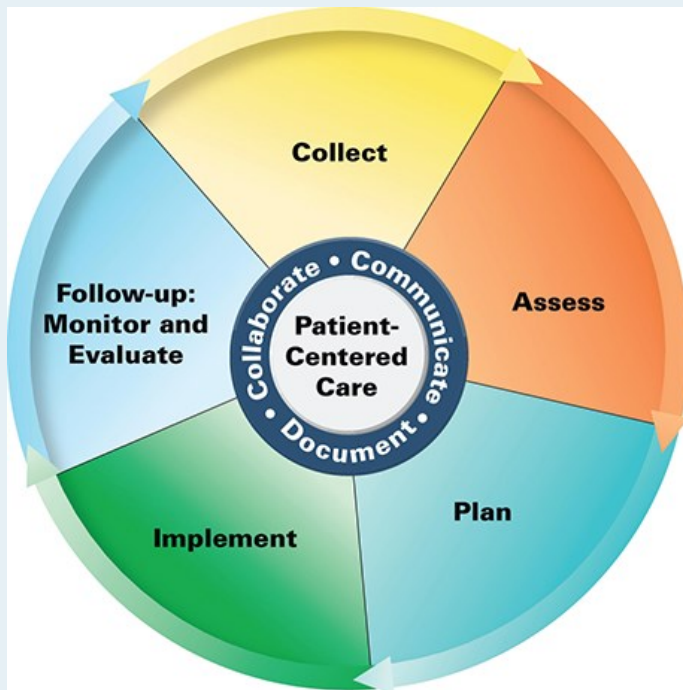 Collect
Assess
Plan
Implement
Follow-up:
Monitor and
Evaluate
Collaborate • Communicate • Document •
Patient-
Centered
Care